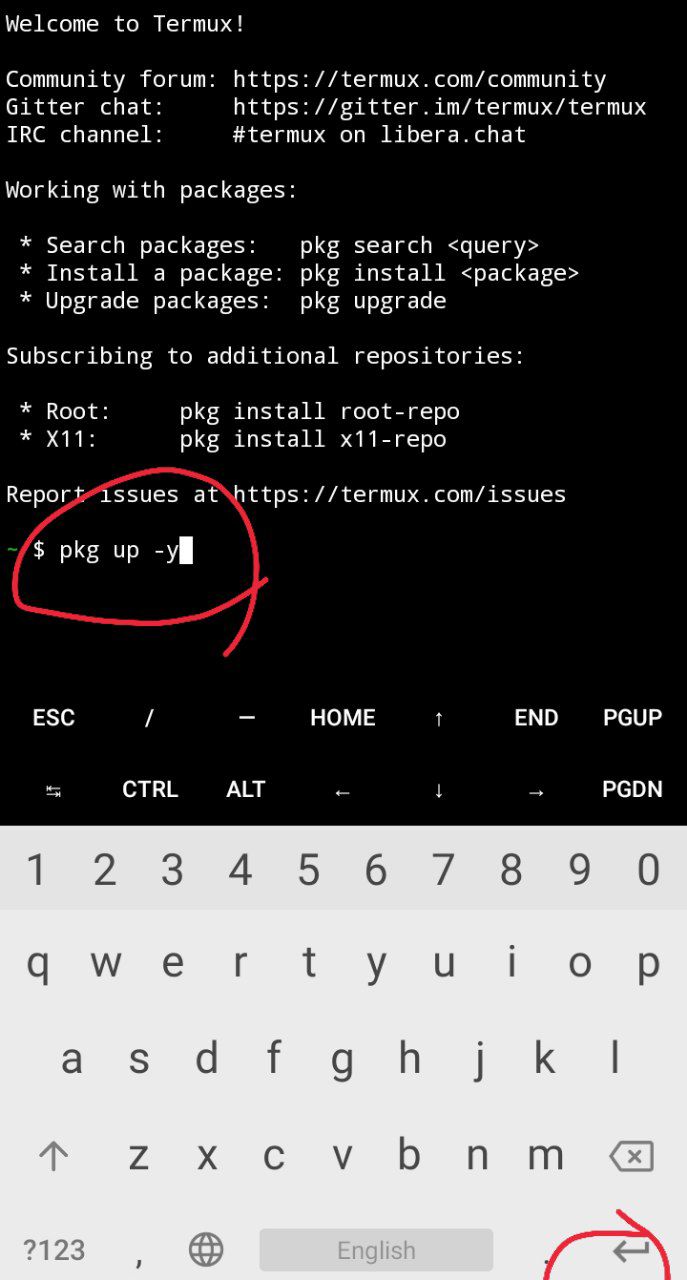 Welcome to Termux!
Community forum: https://termux.com/community
Gitter chat:     https://gitter.im/termux/termux
IRC channel:     #termux on libera.chat
Working with packages:
* Search packages:   pkg search <query>
* Install a package: pkg install <package>
* Upgrade packages:  pkg upgrade
Subscribing to additional repositories:
* Root:     pkg install root-repo
* X11:      pkg install x11-repo
Report issues at https://termux.com/issues
~ $ pkg up -y
ESC / — HOME ↑ END PGUP
↹ CTRL ALT ← ↓ → PGDN
1 2 3 4 5 6 7 8 9 0
q w e r t y u i o p
a s d f g h j k l
z x c v b n m
?123 , English .